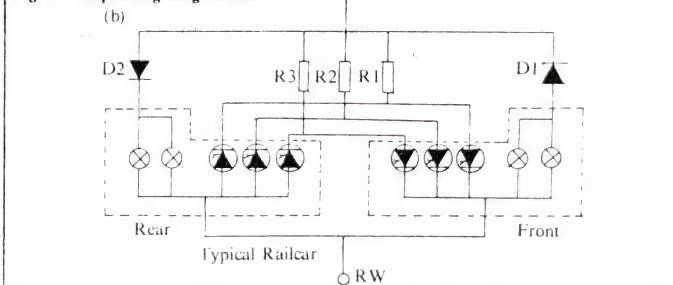 (b)
D2
R3 R2 R1
D1
Rear
Front
Typical Railcar
RW